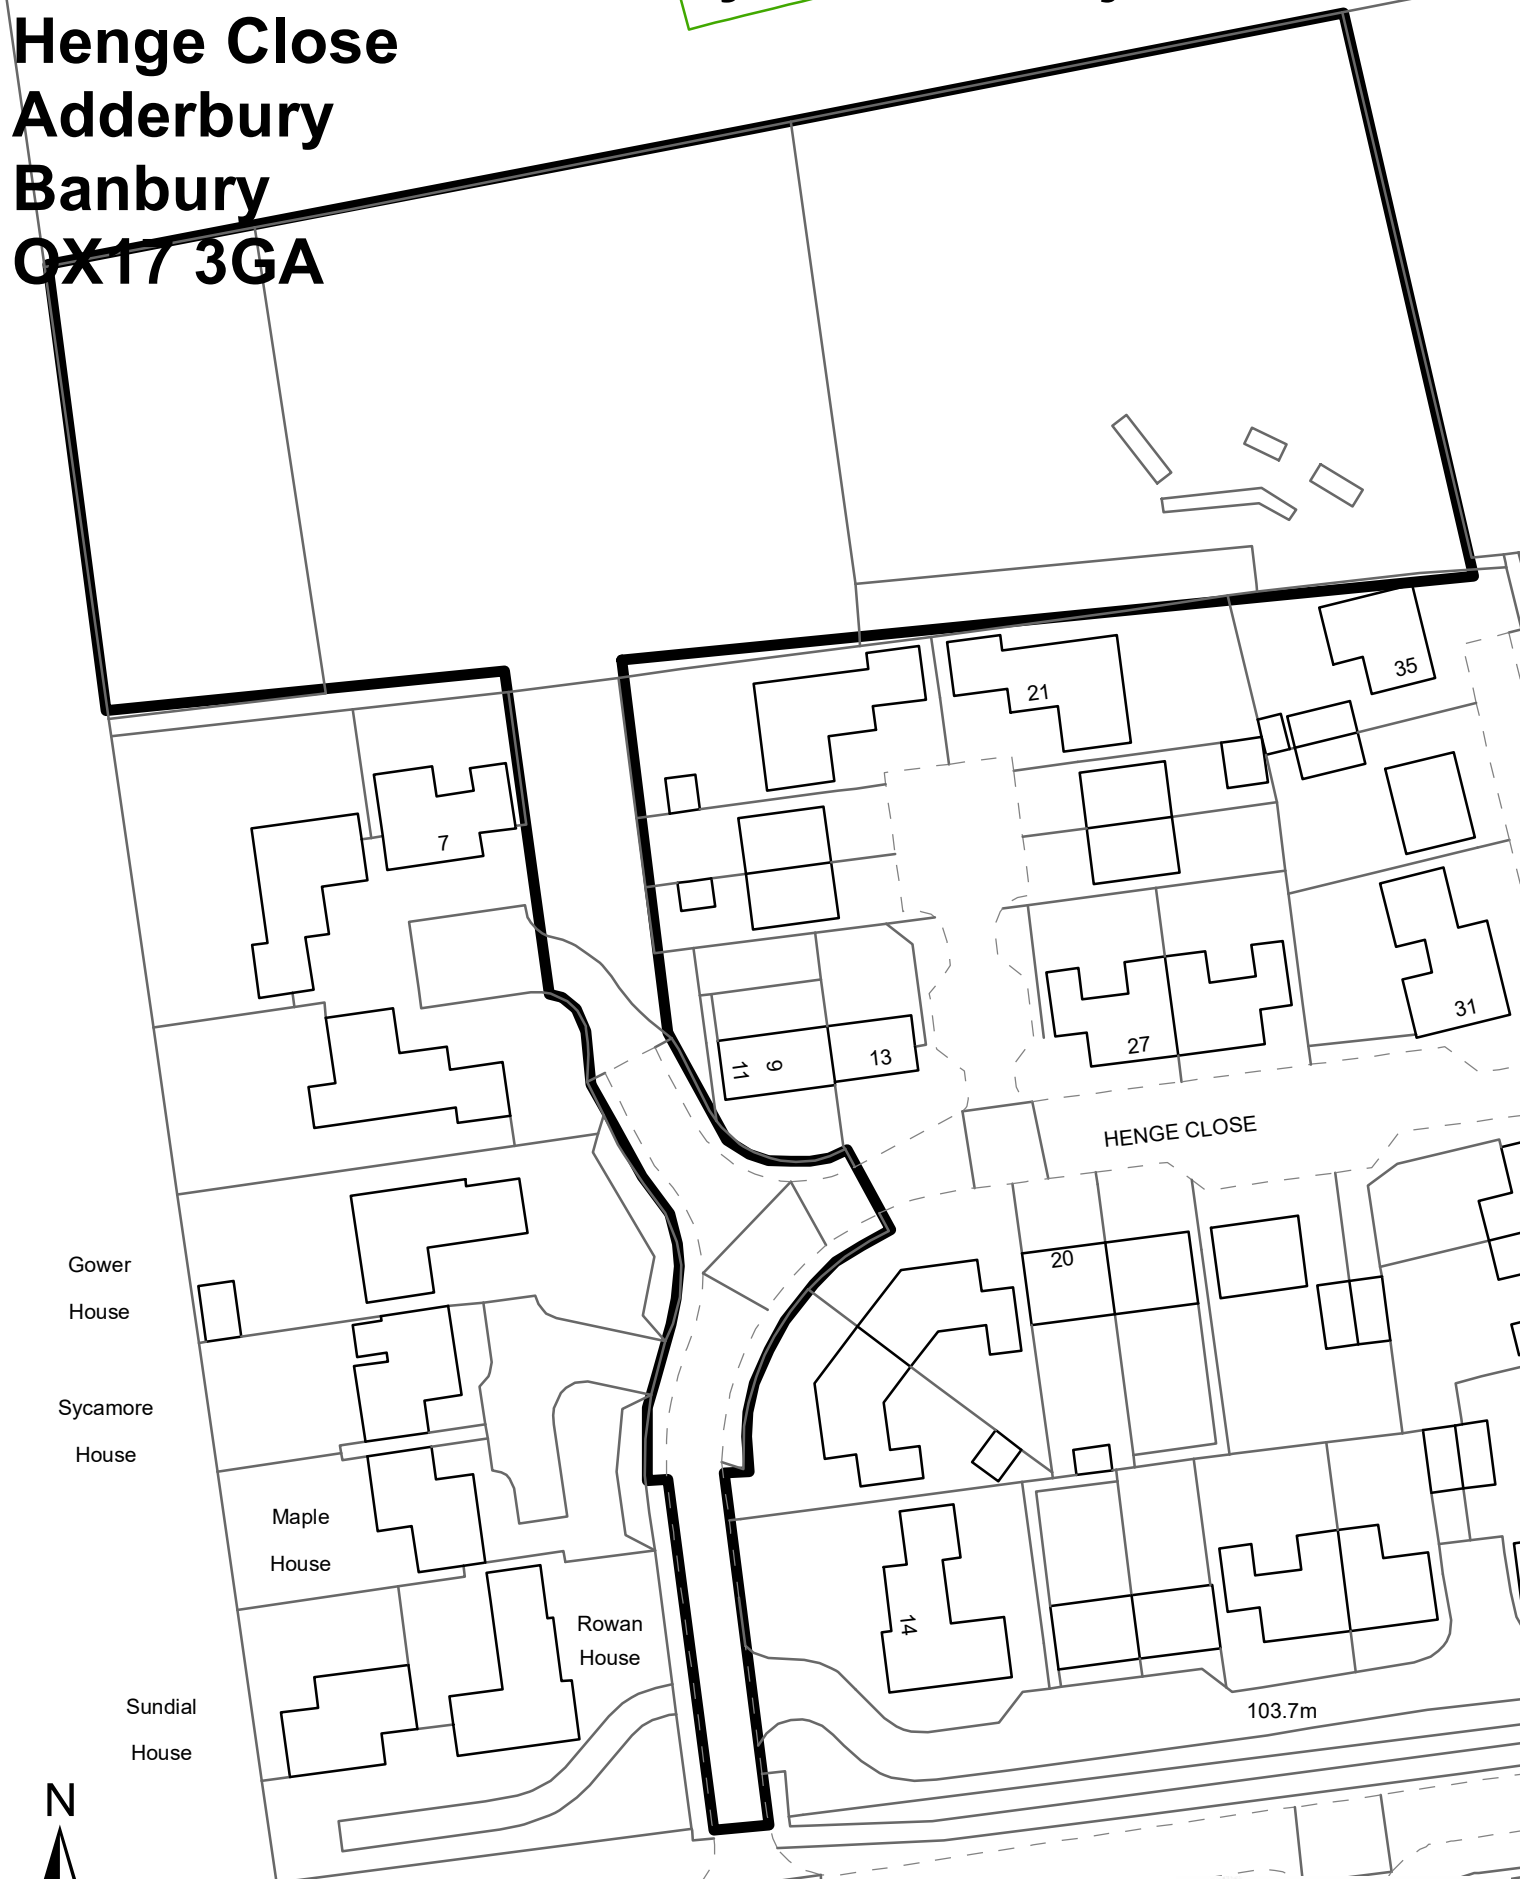 Henge Close
Adderbury
Banbury
OX17 3GA
35
21
7
31
11
9
13
27
HENGE CLOSE
Gower
House
20
Sycamore
House
Maple
House
Rowan
House
14
Sundial
House
103.7m
N